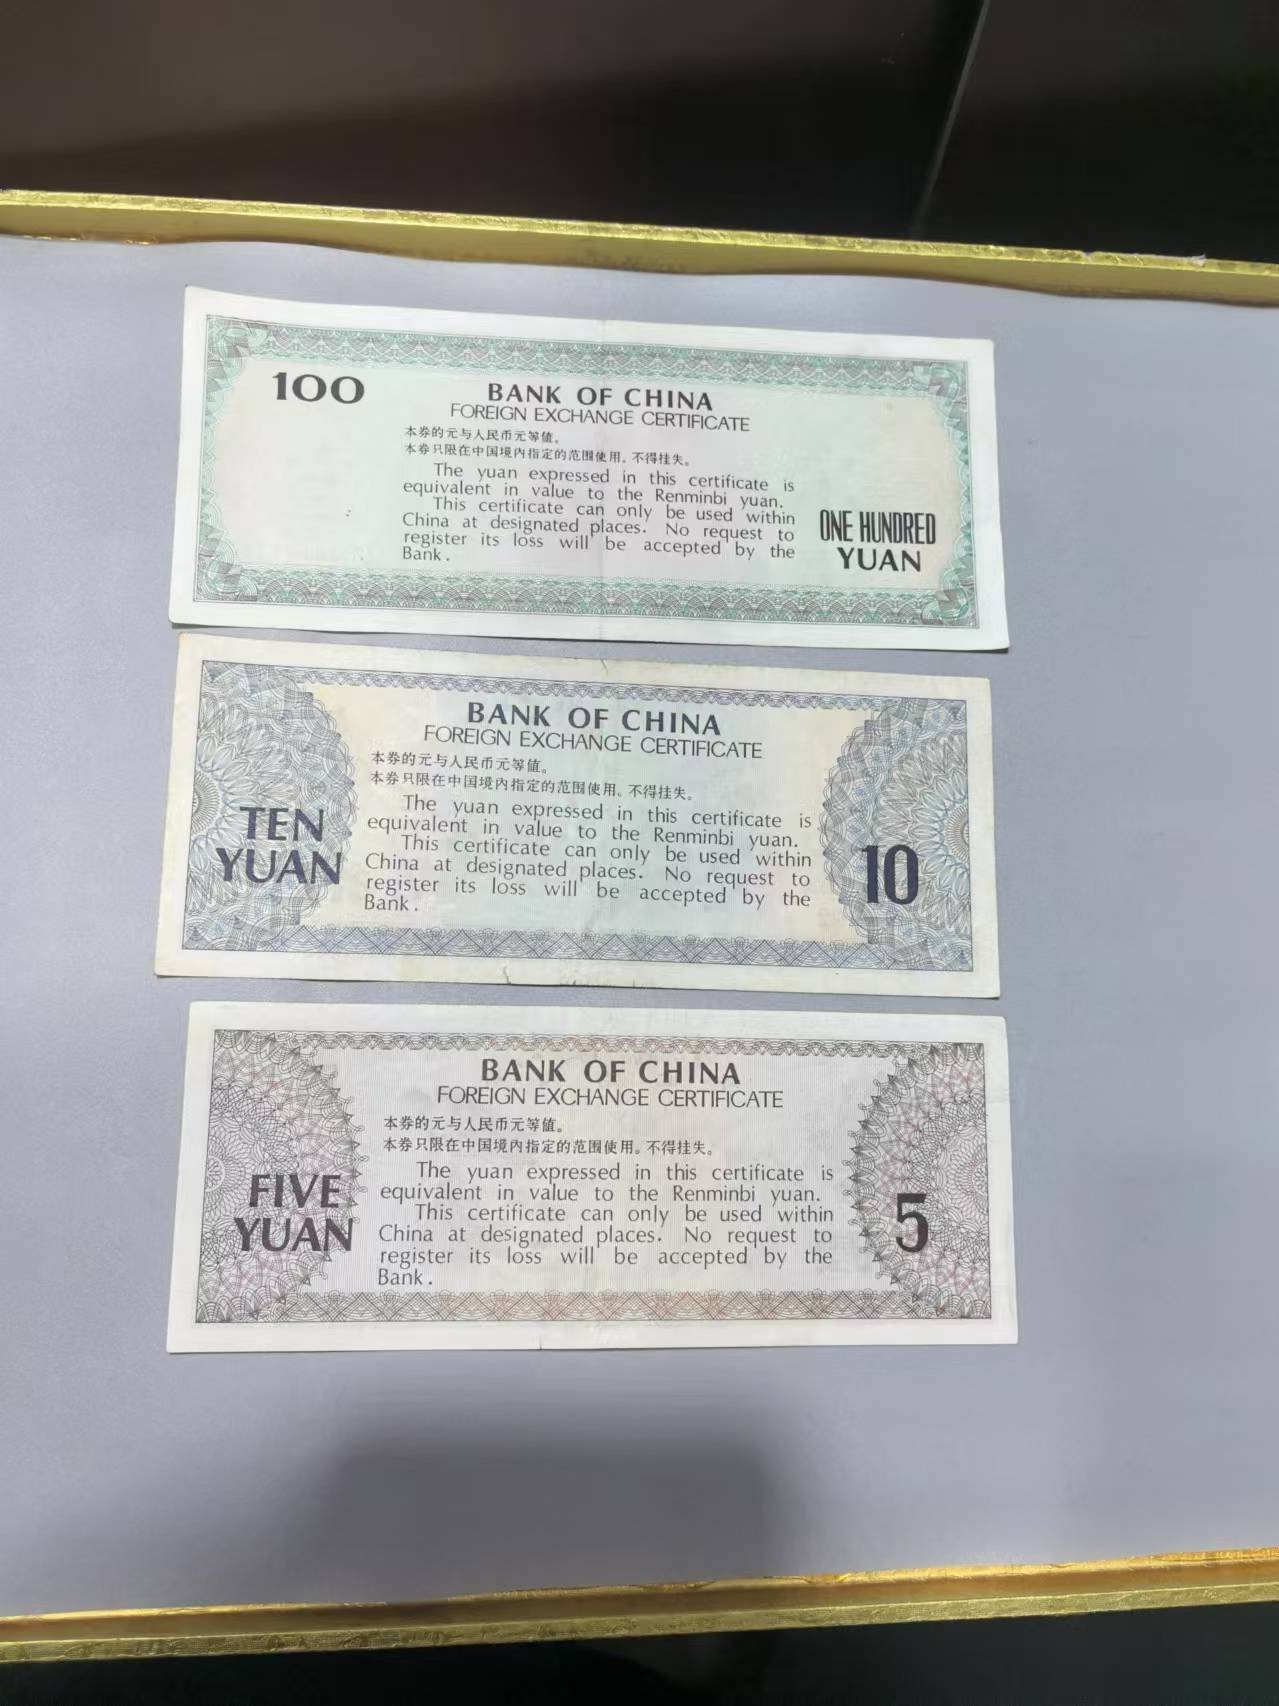 100
BANK OF CHINA
FOREIGN EXCHANGE CERTIFICATE
本券的元与人民币元等值。
本券只限在中国境内指定的范围使用。不得挂失。
The yuan expressed in this certificate is
equivalent in value to the Renminbi yuan.
This certificate can only be used within
China at designated places. No request to
register its loss will be accepted by the
Bank.
ONE HUNDRED
YUAN
BANK OF CHINA
FOREIGN EXCHANGE CERTIFICATE
本券的元与人民币元等值。
本券只限在中国境内指定的范围使用。不得挂失。
TEN
YUAN
The yuan expressed in this certificate is
equivalent in value to the Renminbi yuan.
This certificate can only be used within
China at designated places. No request to
register its loss will be accepted by the
Bank.
10
BANK OF CHINA
FOREIGN EXCHANGE CERTIFICATE
本券的元与人民币元等值。
本券只限在中国境内指定的范围使用。不得挂失。
FIVE
YUAN
The yuan expressed in this certificate is
equivalent in value to the Renminbi yuan.
This certificate can only be used within
China at designated places. No request to
register its loss will be accepted by the
Bank.
5